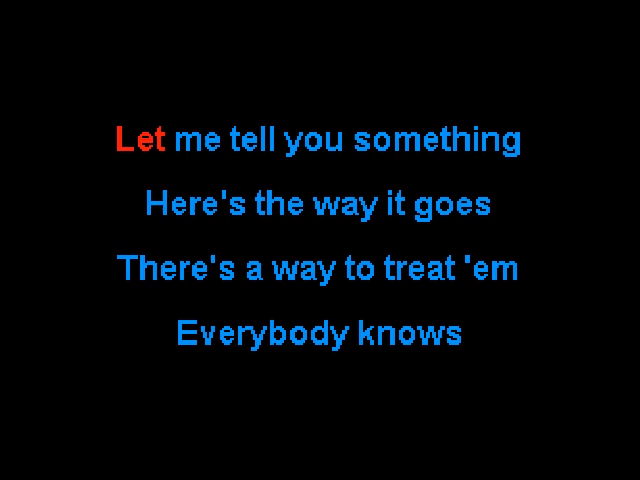 Let me tell you something
Here's the way it goes
There's a way to treat 'em
Everybody knows